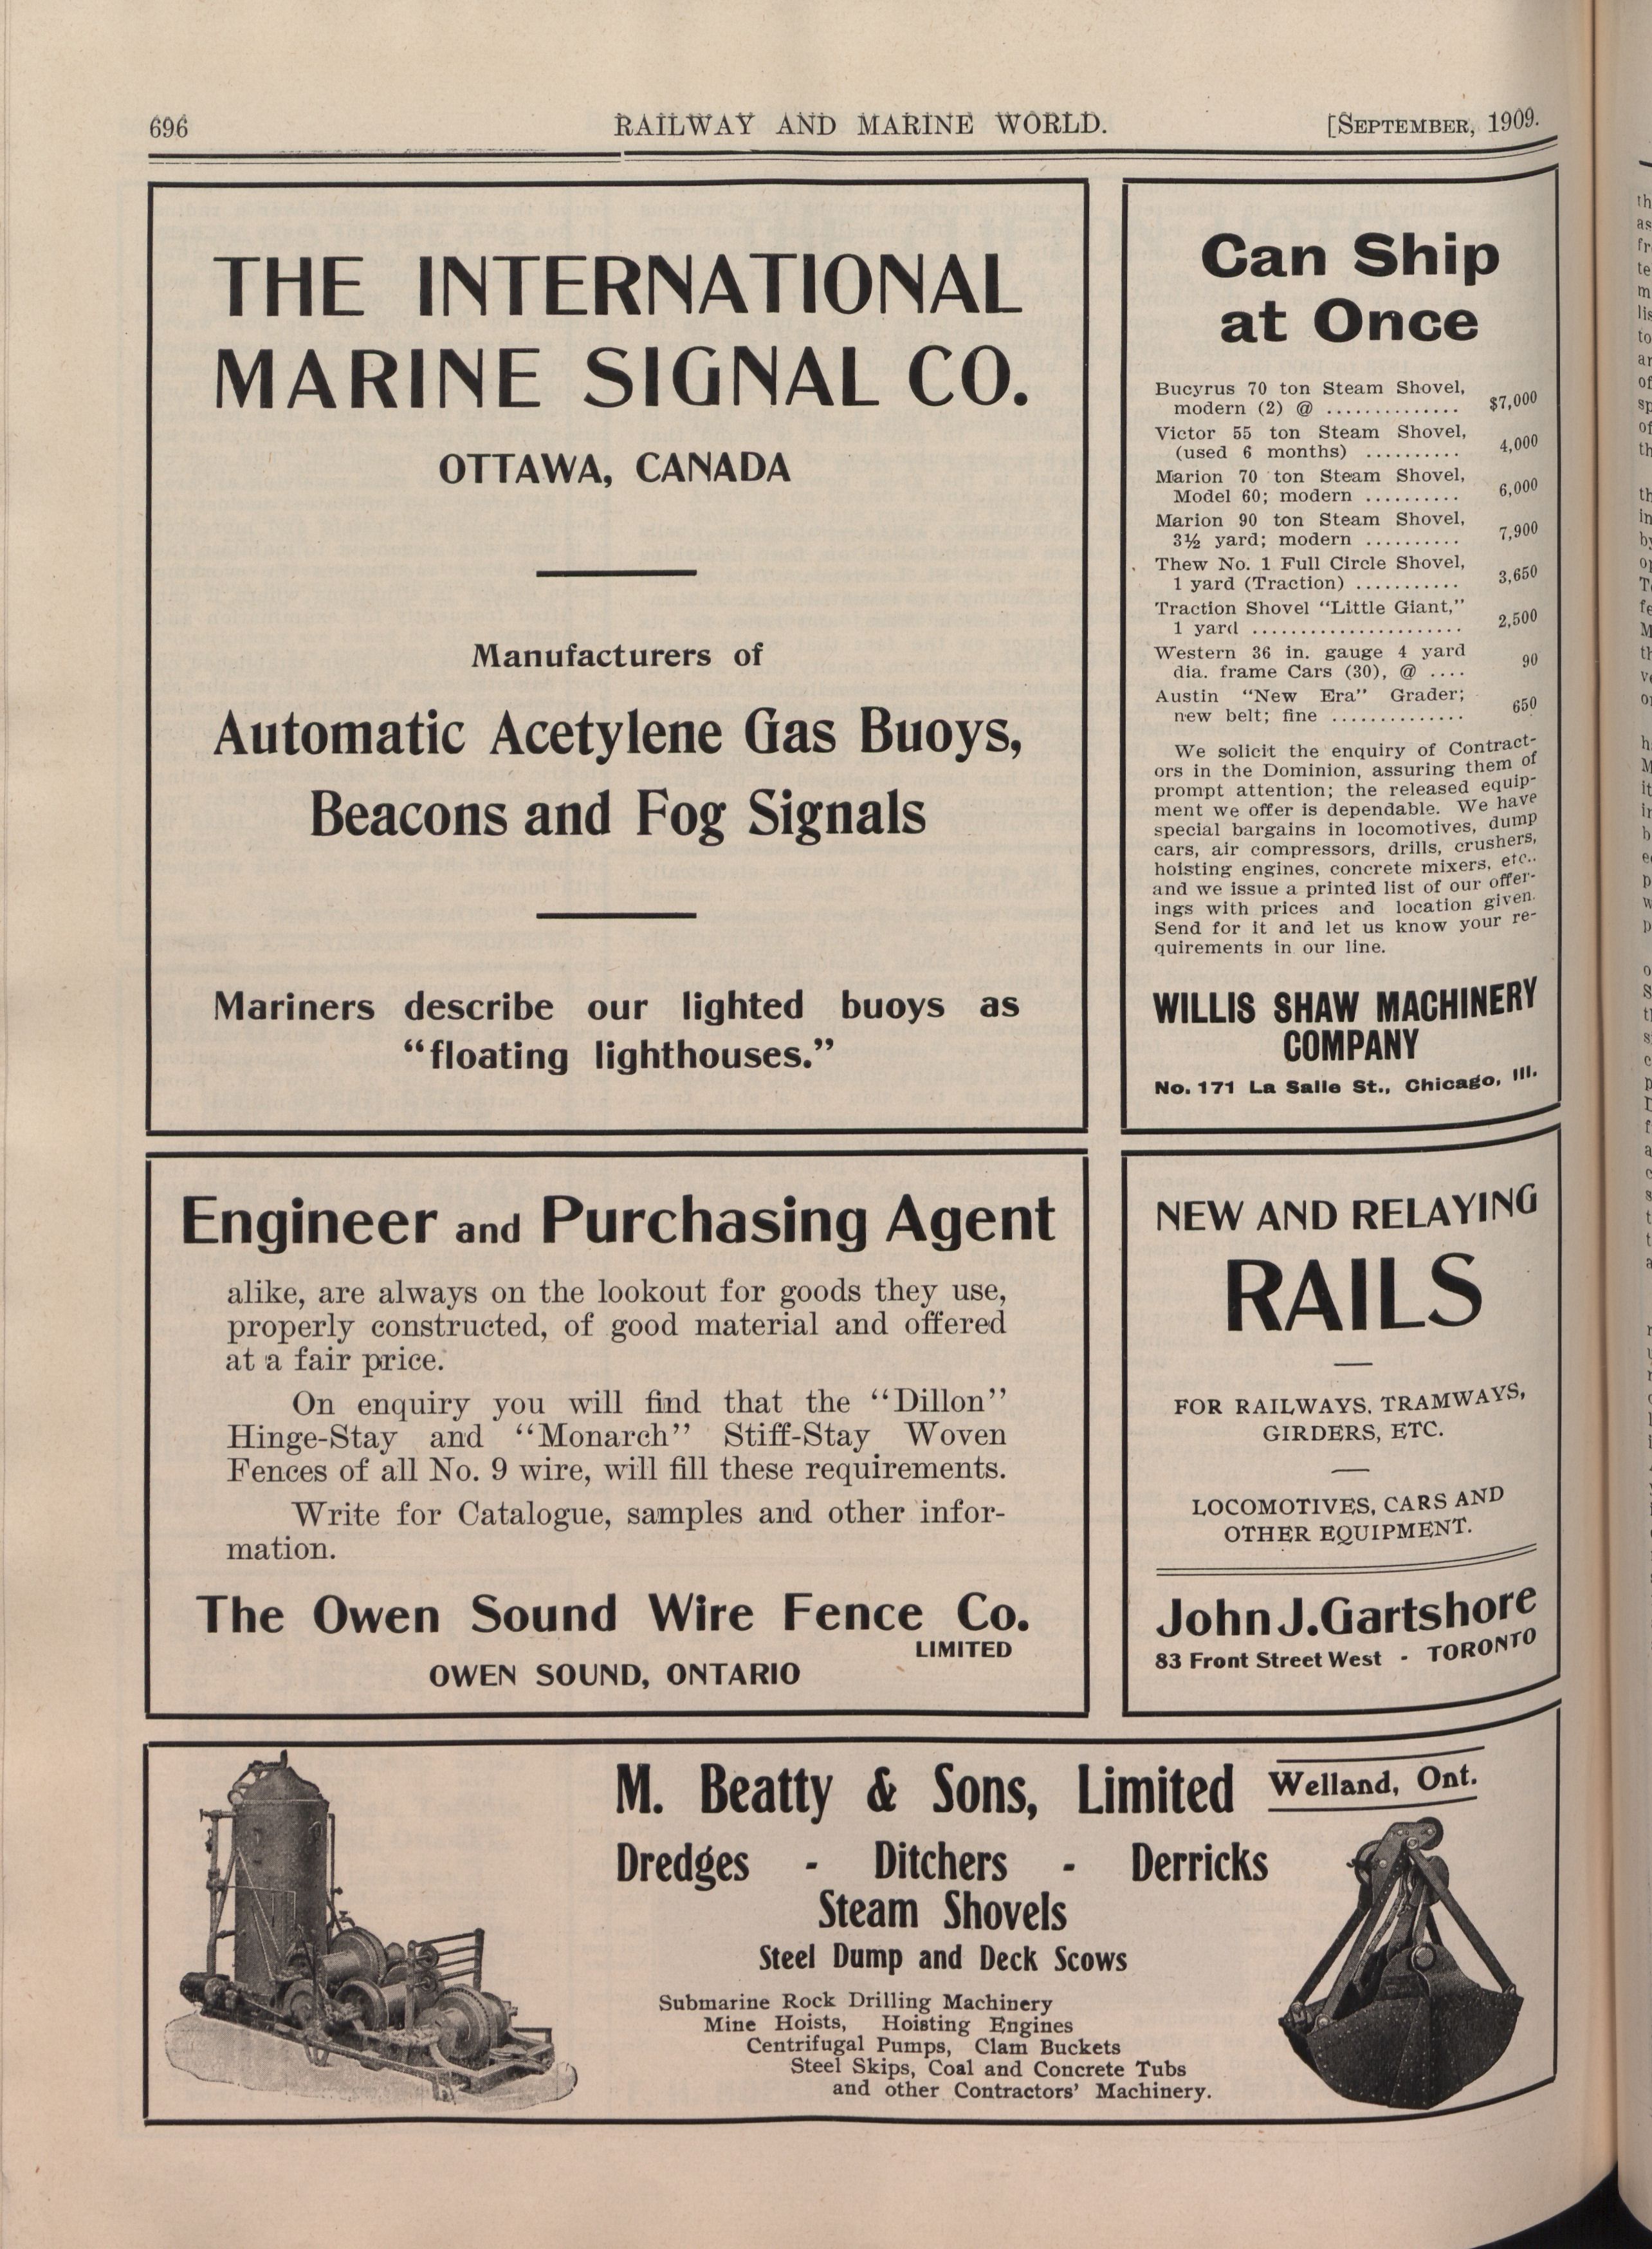 696
RAILWAY AND MARINE WORLD.
[SEPTEMBER, 1909.
THE INTERNATIONAL
MARINE SIGNAL CO.
OTTAWA, CANADA
Manufacturers of
Automatic Acetylene Gas Buoys,
Beacons and Fog Signals
Mariners describe our lighted buoys as
“floating lighthouses.”
Can Ship
at Once
Bucyrus 70 ton Steam Shovel,
modern (2) @ .............. $7,000
Victor 55 ton Steam Shovel,
(used 6 months) .......... 4,000
Marion 70 ton Steam Shovel,
Model 60; modern .......... 6,000
Marion 90 ton Steam Shovel,
3½ yard; modern .......... 7,900
Thew No. 1 Full Circle Shovel,
1 yard (Traction) ........... 3,650
Traction Shovel “Little Giant,”
1 yard ...................... 2,500
Western 36 in. gauge 4 yard
dia. frame Cars (30), @ .... 90
Austin “New Era” Grader;
new belt; fine .............. 650
We solicit the enquiry of Contract-
ors in the Dominion, assuring them of
prompt attention; the released equip-
ment we offer is dependable. We have
special bargains in locomotives, dump
cars, air compressors, drills, crushers,
hoisting engines, concrete mixers, etc..
and we issue a printed list of our offer-
ings with prices and location given.
Send for it and let us know your re-
quirements in our line.
WILLIS SHAW MACHINERY
COMPANY
No. 171 La Salle St., Chicago, Ill.
Engineer and Purchasing Agent
alike, are always on the lookout for goods they use,
properly constructed, of good material and offered
at a fair price.
On enquiry you will find that the “Dillon”
Hinge-Stay and “Monarch” Stiff-Stay Woven
Fences of all No. 9 wire, will fill these requirements.
Write for Catalogue, samples and other infor-
mation.
The Owen Sound Wire Fence Co.
LIMITED
OWEN SOUND, ONTARIO
NEW AND RELAYING
RAILS
FOR RAILWAYS, TRAMWAYS,
GIRDERS, ETC.
LOCOMOTIVES, CARS AND
OTHER EQUIPMENT.
John J. Gartshore
83 Front Street West - TORONTO
M. Beatty & Sons, Limited
Welland, Ont.
Dredges - Ditchers - Derricks
Steam Shovels
Steel Dump and Deck Scows
Submarine Rock Drilling Machinery
Mine Hoists, Hoisting Engines
Centrifugal Pumps, Clam Buckets
Steel Skips, Coal and Concrete Tubs
and other Contractors’ Machinery.